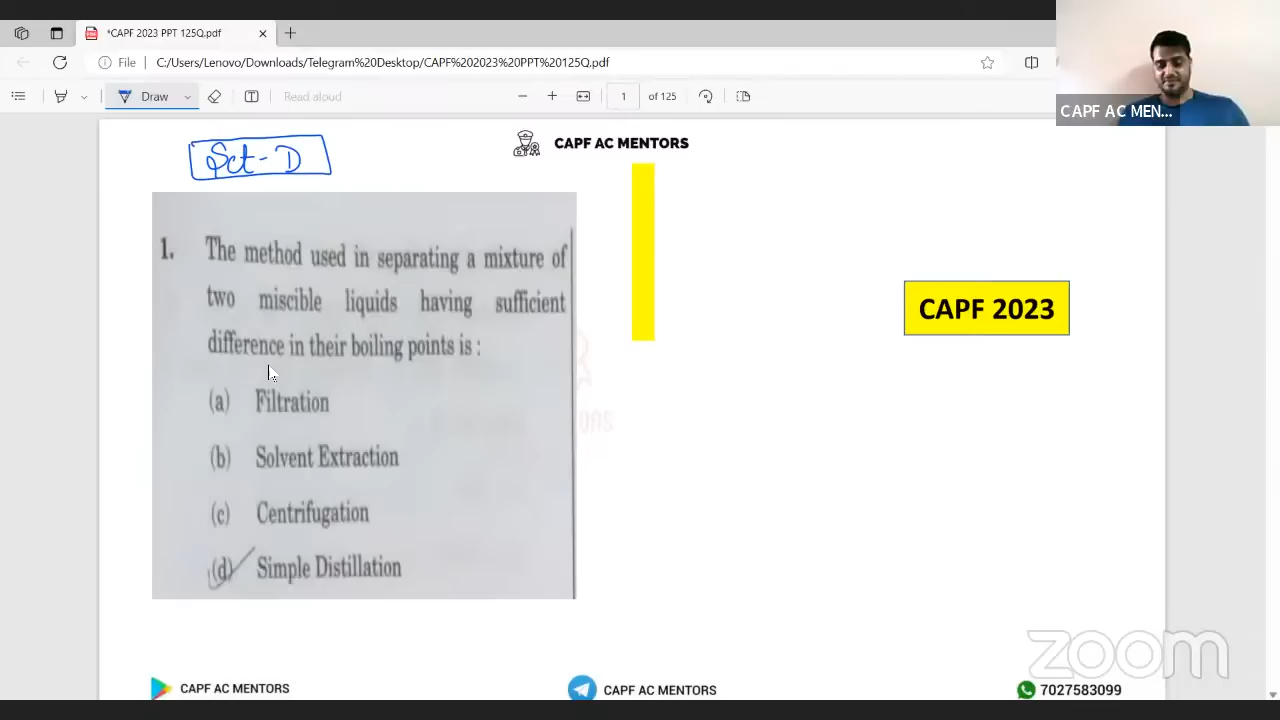 *CAPF 2023 PPT 125Q.pdf
File
C:/Users/Lenovo/Downloads/Telegram%20Desktop/CAPF%202023%20PPT%20125Q.pdf
Draw
Read aloud
1 of 125
CAPF AC MEN...
Set-D
CAPF AC MENTORS
1. The method used in separating a mixture of
two miscible liquids having sufficient
difference in their boiling points is :
(a) Filtration
(b) Solvent Extraction
(c) Centrifugation
(d) Simple Distillation
CAPF 2023
zoom
CAPF AC MENTORS
CAPF AC MENTORS
7027583099